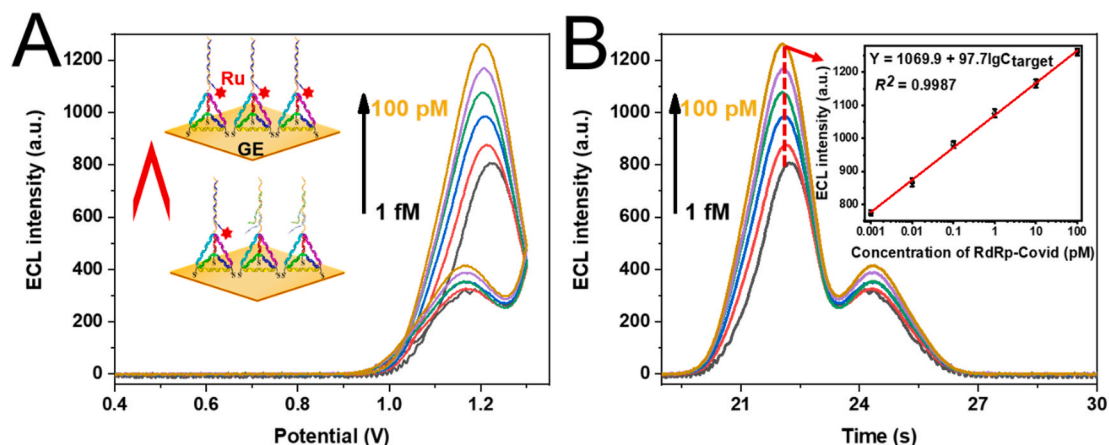 A
ECL intensity (a.u.)
1200
1000
800
600
400
200
0
0.4
0.6
0.8
1.0
1.2
Potential (V)
Ru
S
S
S S
S S
S
GE
S
S
S S
S S
S
100 pM
1 fM
B
ECL intensity (a.u.)
1200
1000
800
600
400
200
0
21
24
27
30
Time (s)
100 pM
1 fM
Y = 1069.9 + 97.7lgCtarget
R² = 0.9987
ECL intensity (a.u.)
1200
1100
1000
900
800
0.001
0.01
0.1
1
10
100
Concentration of RdRp-Covid (pM)